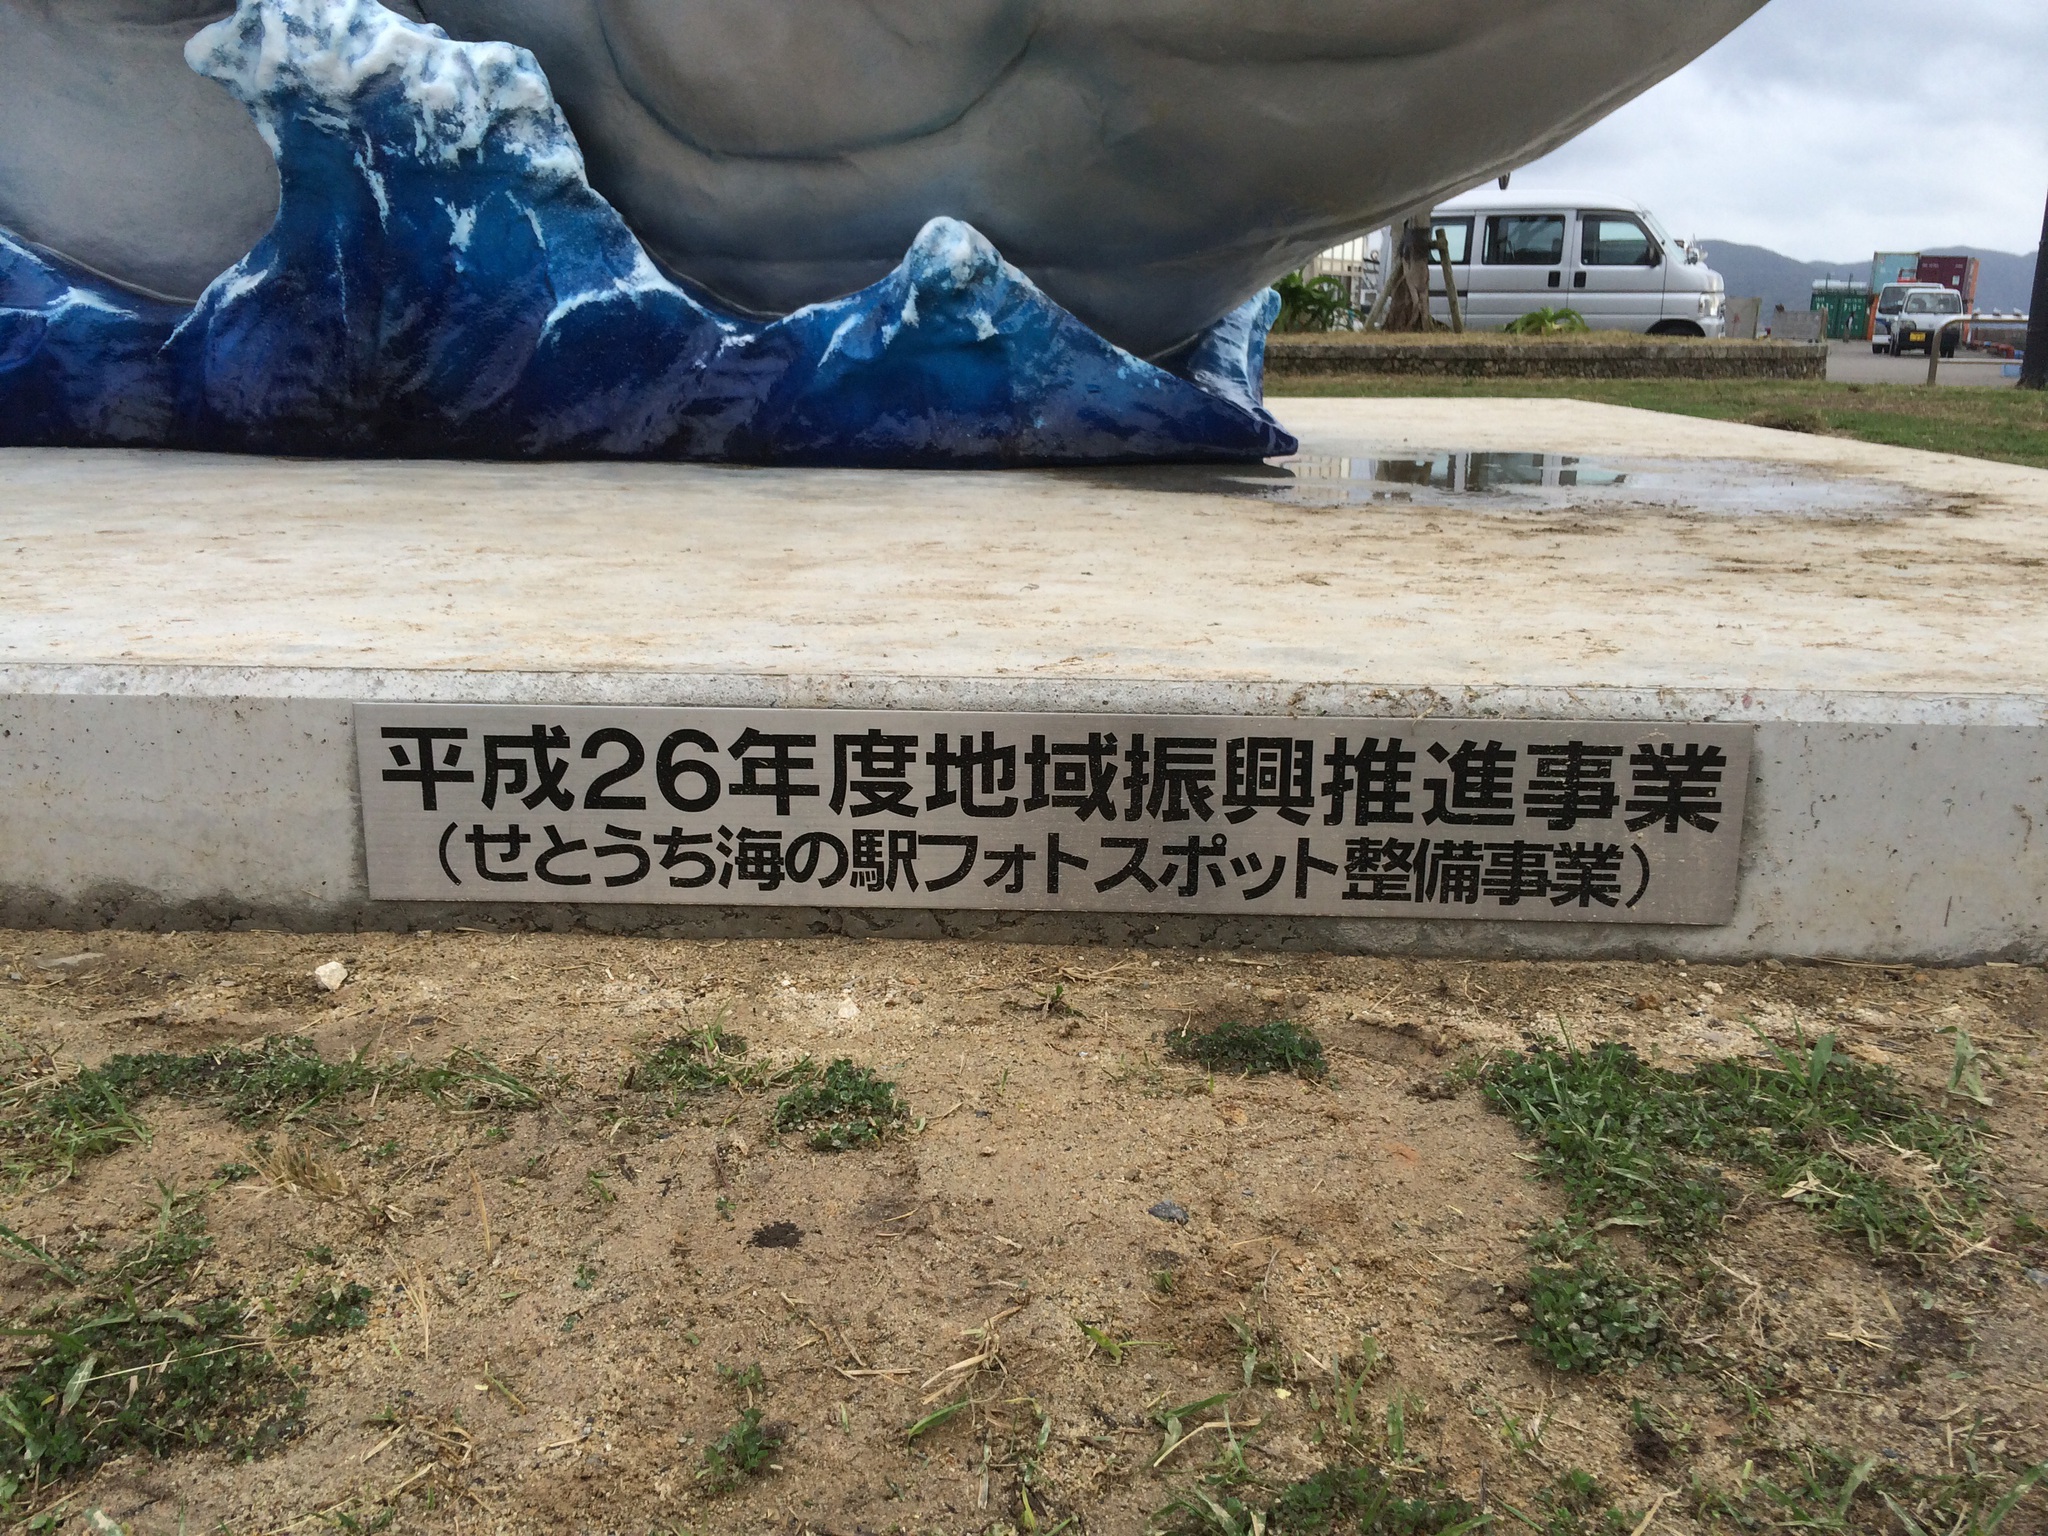 平成26年度地域振興推進事業
（せとうち海の駅フォトスポット整備事業）